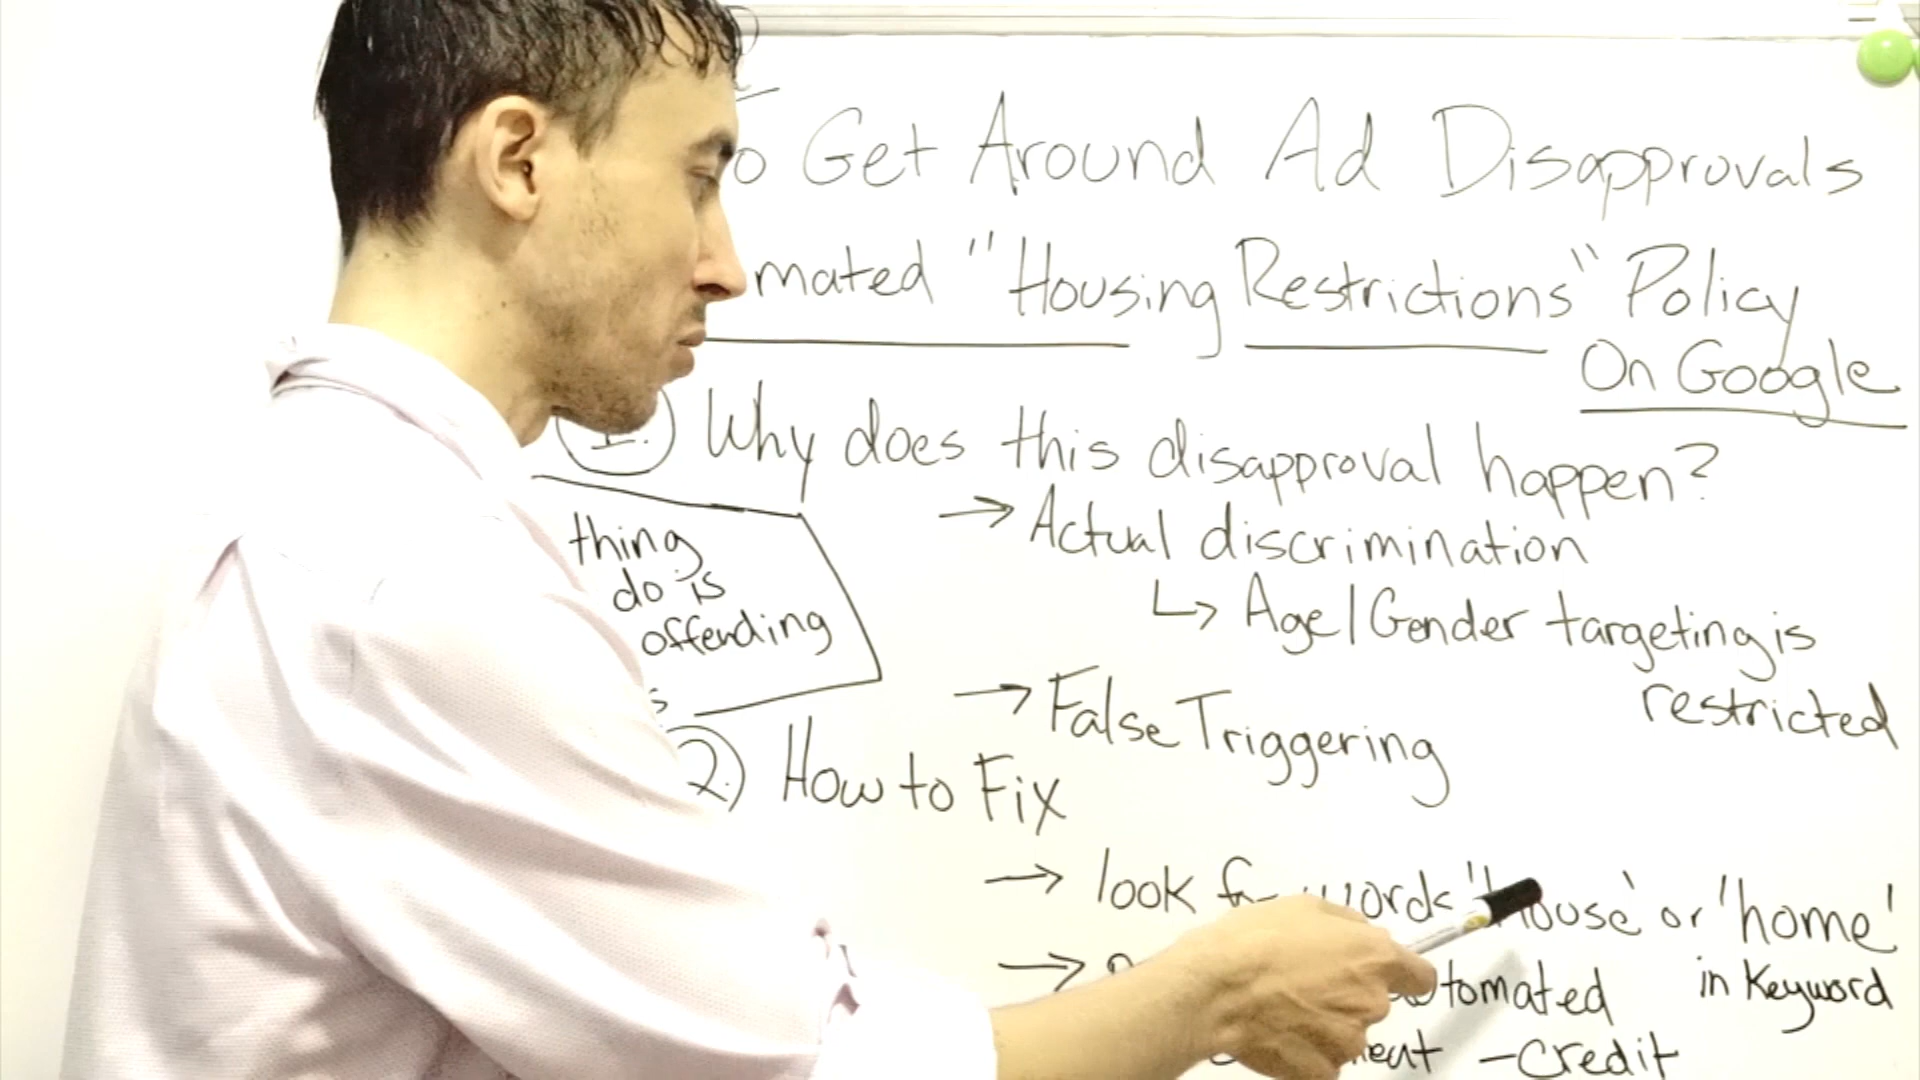 Get Around Ad Disapprovals
mated "Housing Restrictions" Policy
On Google
1. Why does this disapproval happen?
→ Actual discrimination
↳ Age/Gender targeting is
restricted
→ False Triggering
thing
do is
offending
2.) How to Fix
→ look words 'house' or 'home'
in Keyword
→ tomated
- Credit